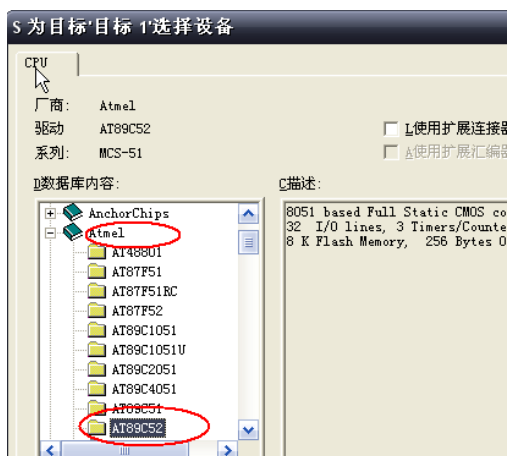 S 为目标'目标 1'选择设备
CPU
厂商: Atmel
驱动 AT89C52
系列: MCS-51
L使用扩展连接器
A使用扩展汇编器
D数据库内容:
C描述:
AnchorChips
Atmel
AT48801
AT87F51
AT87F51RC
AT87F52
AT89C1051
AT89C1051U
AT89C2051
AT89C4051
AT89C51
AT89C52
8051 based Full Static CMOS co
32 I/O lines, 3 Timers/Counte
8 K Flash Memory, 256 Bytes O